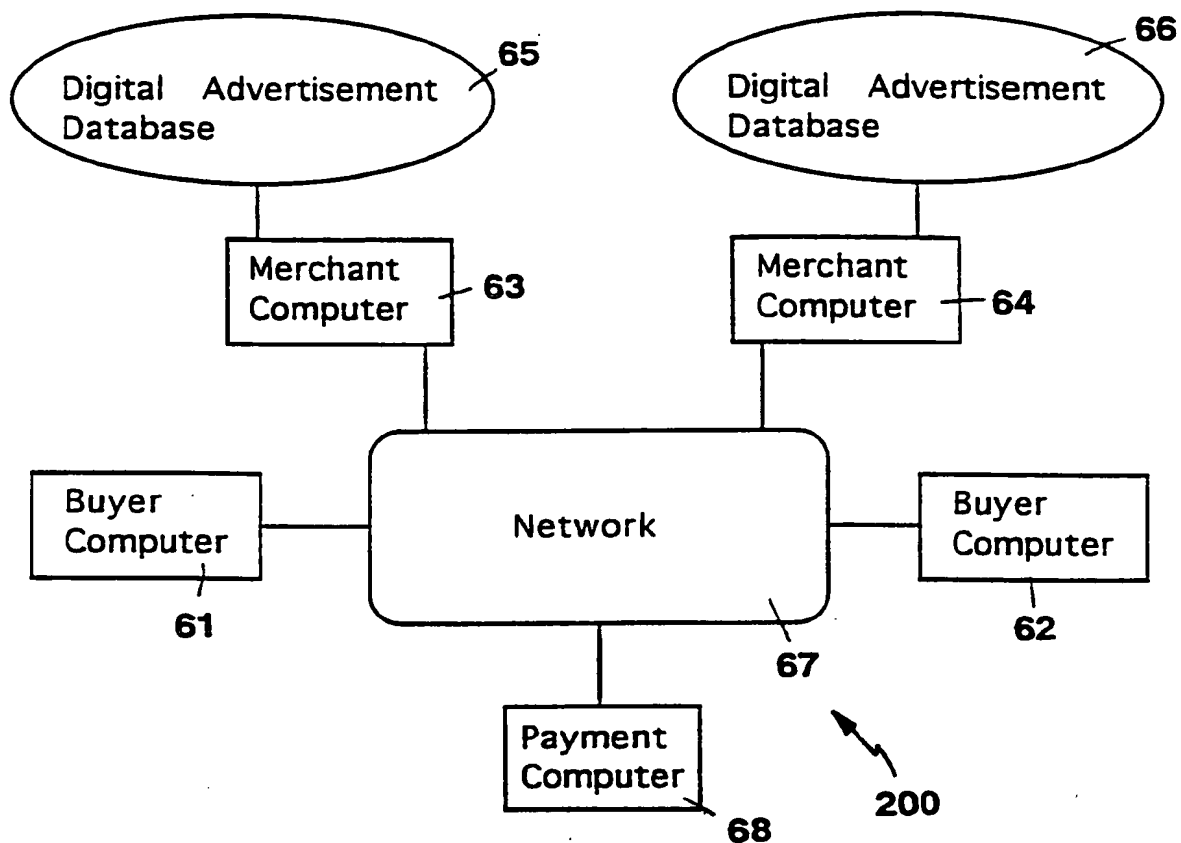 66
65
Digital Advertisement
Database
Digital Advertisement
Database
Merchant
Computer
63
Merchant
Computer
64
Buyer
Computer
61
Network
Buyer
Computer
62
67
Payment
Computer
68
200